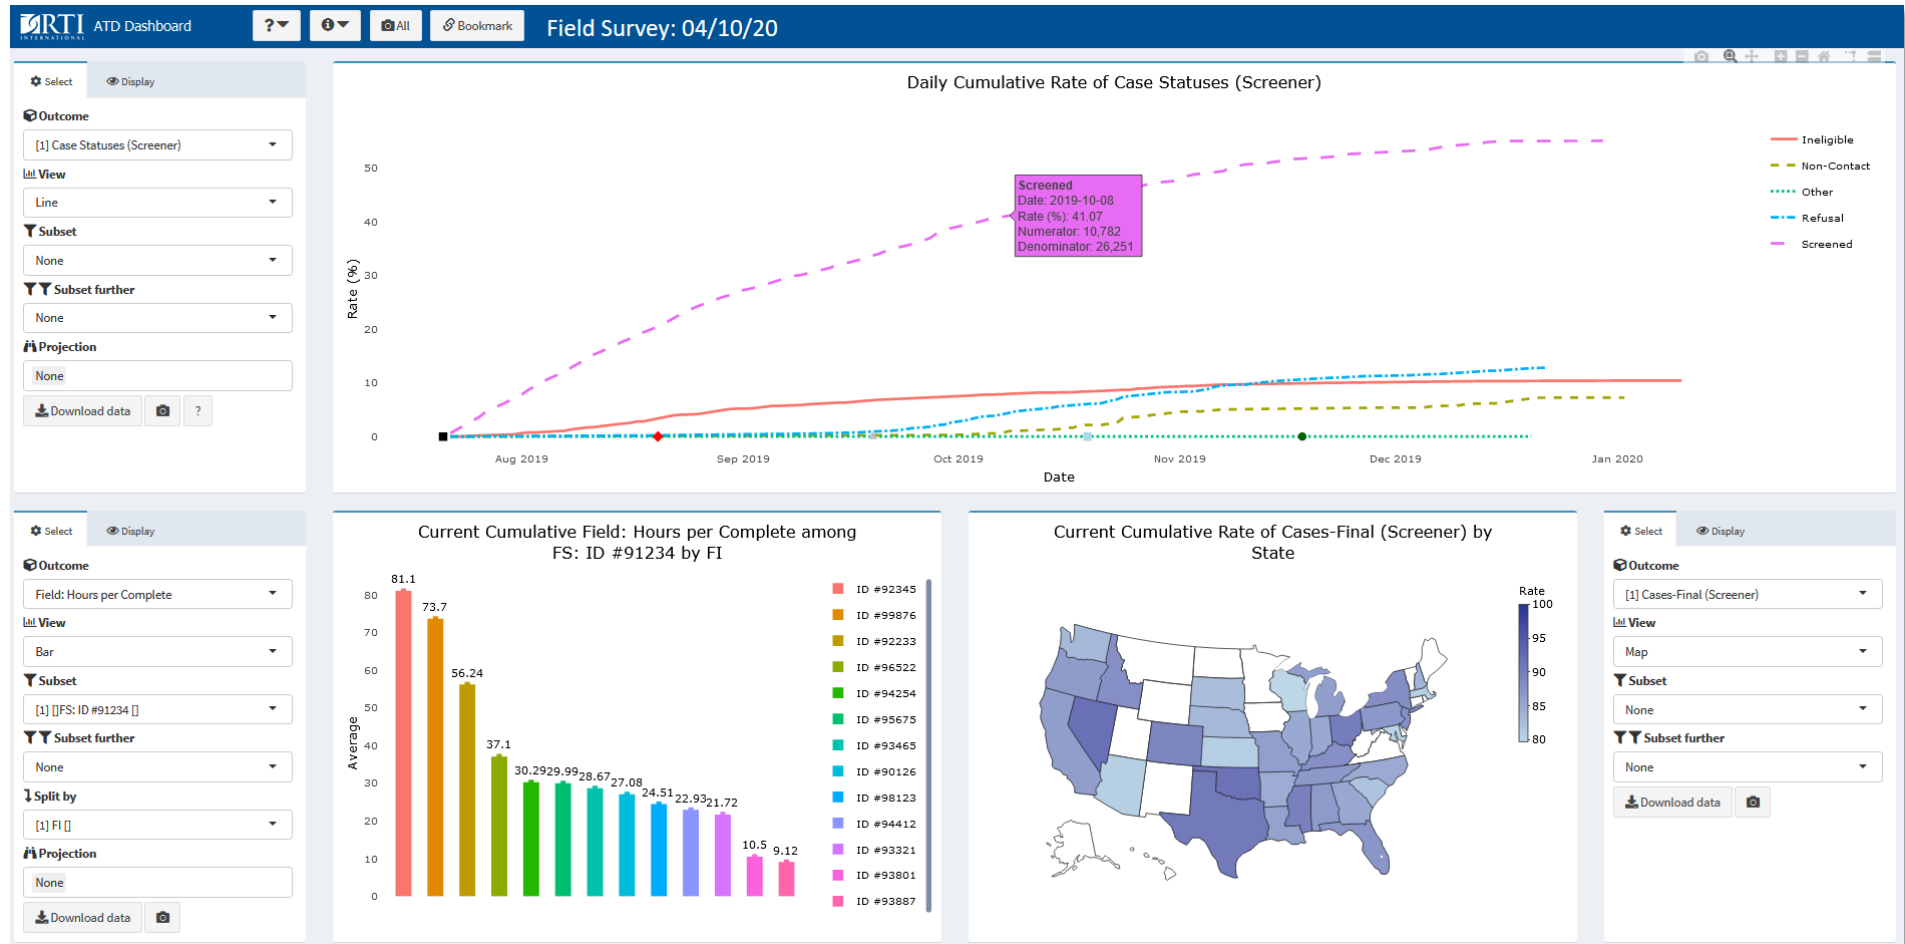 RTI
INTERNATIONAL
ATD Dashboard
?
All
Bookmark
Field Survey: 04/10/20
Select
Display
Outcome
[1] Case Statuses (Screener)
View
Line
Subset
None
Subset further
None
Projection
None
Download data
?
Daily Cumulative Rate of Case Statuses (Screener)
Rate (%)
50
40
30
20
10
0
Screened
Date: 2019-10-08
Rate (%): 41.07
Numerator: 10,782
Denominator: 26,251
Ineligible
Non-Contact
Other
Refusal
Screened
Aug 2019
Sep 2019
Oct 2019
Nov 2019
Dec 2019
Jan 2020
Date
Select
Display
Outcome
Field: Hours per Complete
View
Bar
Subset
[1] []FS: ID #91234 []
Subset further
None
Split by
[1] FI []
Projection
None
Download data
Current Cumulative Field: Hours per Complete among
FS: ID #91234 by FI
Average
80
70
60
50
40
30
20
10
0
81.1
73.7
56.24
37.1
30.29
29.99
28.67
27.08
24.51
22.93
21.72
10.5
9.12
ID #92345
ID #99876
ID #92233
ID #96522
ID #94254
ID #95675
ID #93465
ID #90126
ID #98123
ID #94412
ID #93321
ID #93801
ID #93887
Current Cumulative Rate of Cases-Final (Screener) by
State
Rate
100
95
90
85
80
Select
Display
Outcome
[1] Cases-Final (Screener)
View
Map
Subset
None
Subset further
None
Download data